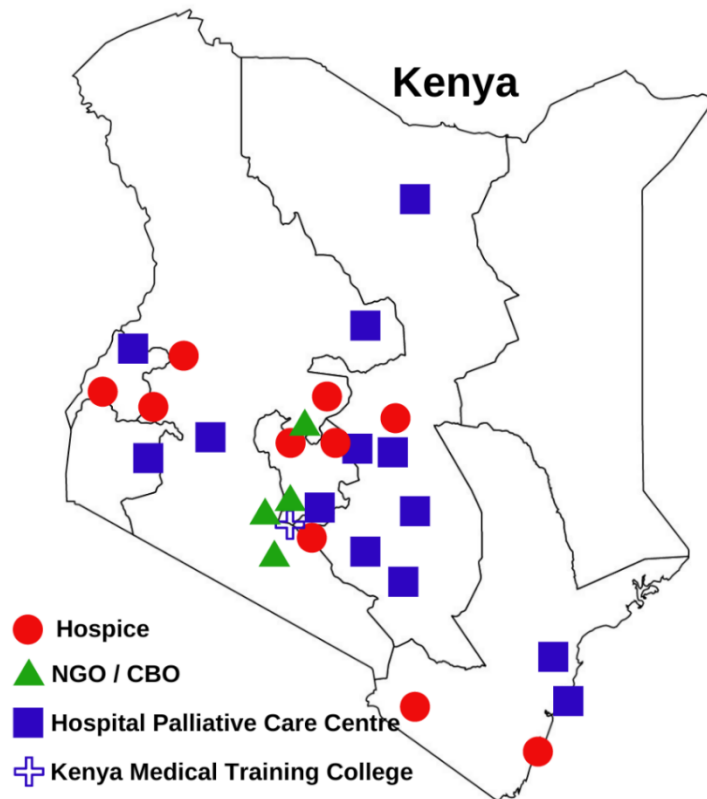 Kenya
Hospice
NGO / CBO
Hospital Palliative Care Centre
Kenya Medical Training College